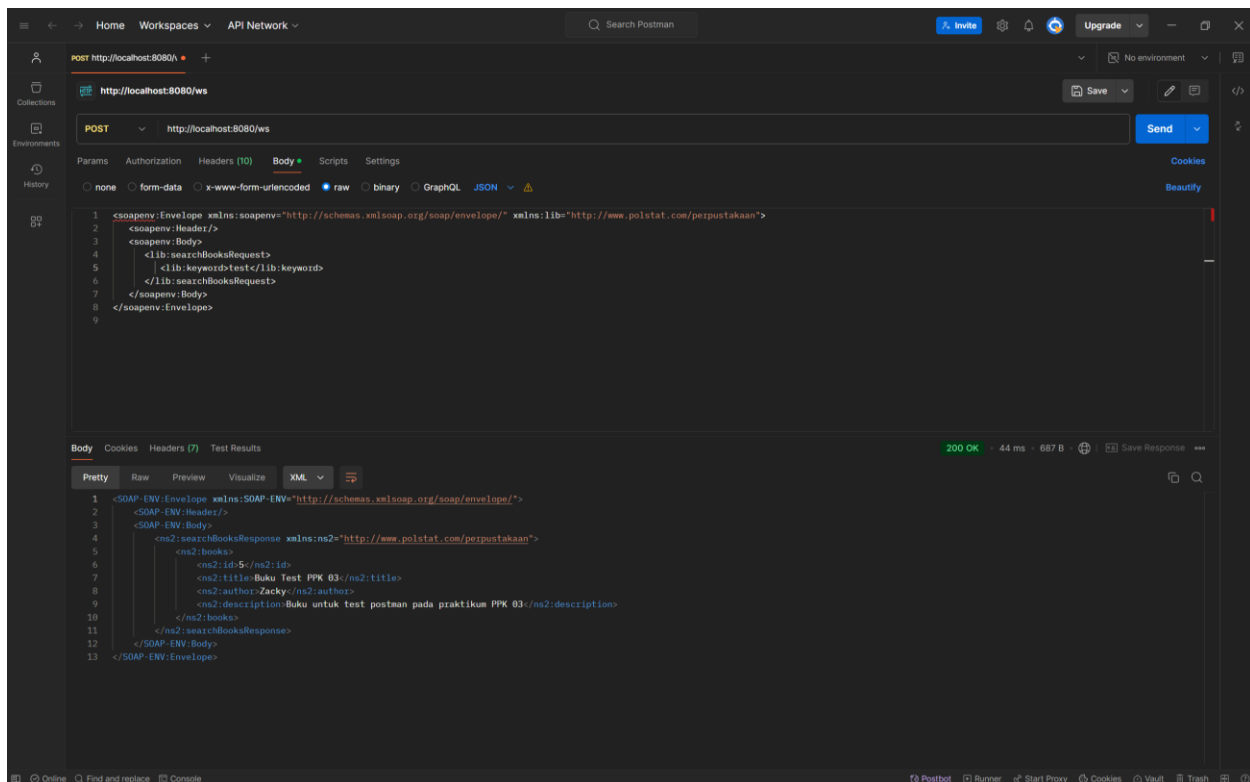 Home Workspaces API Network Search Postman Invite Upgrade
POST http://localhost:8080/ No environment
http://localhost:8080/ws Save
POST http://localhost:8080/ws Send
Params Authorization Headers (10) Body Scripts Settings Cookies
none form-data x-www-form-urlencoded raw binary GraphQL JSON Beautify
Collections
Environments
History
1 <soapenv:Envelope xmlns:soapenv="http://schemas.xmlsoap.org/soap/envelope/" xmlns:lib="http://www.polstat.com/perpustakaan">
2 <soapenv:Header/>
3 <soapenv:Body>
4 <lib:searchBooksRequest>
5 <lib:keyword>test</lib:keyword>
6 </lib:searchBooksRequest>
7 </soapenv:Body>
8 </soapenv:Envelope>
9
Body Cookies Headers (7) Test Results 200 OK 44 ms 687 B Save Response
Pretty Raw Preview Visualize XML
1 <SOAP-ENV:Envelope xmlns:SOAP-ENV="http://schemas.xmlsoap.org/soap/envelope/">
2 <SOAP-ENV:Header/>
3 <SOAP-ENV:Body>
4 <ns2:searchBooksResponse xmlns:ns2="http://www.polstat.com/perpustakaan">
5 <ns2:books>
6 <ns2:id>5</ns2:id>
7 <ns2:title>Buku Test PPK 03</ns2:title>
8 <ns2:author>Zacky</ns2:author>
9 <ns2:description>Buku untuk test postman pada praktikum PPK 03</ns2:description>
10 </ns2:books>
11 </ns2:searchBooksResponse>
12 </SOAP-ENV:Body>
13 </SOAP-ENV:Envelope>
Online Find and replace Console Postbot Runner Start Proxy Cookies Vault Trash